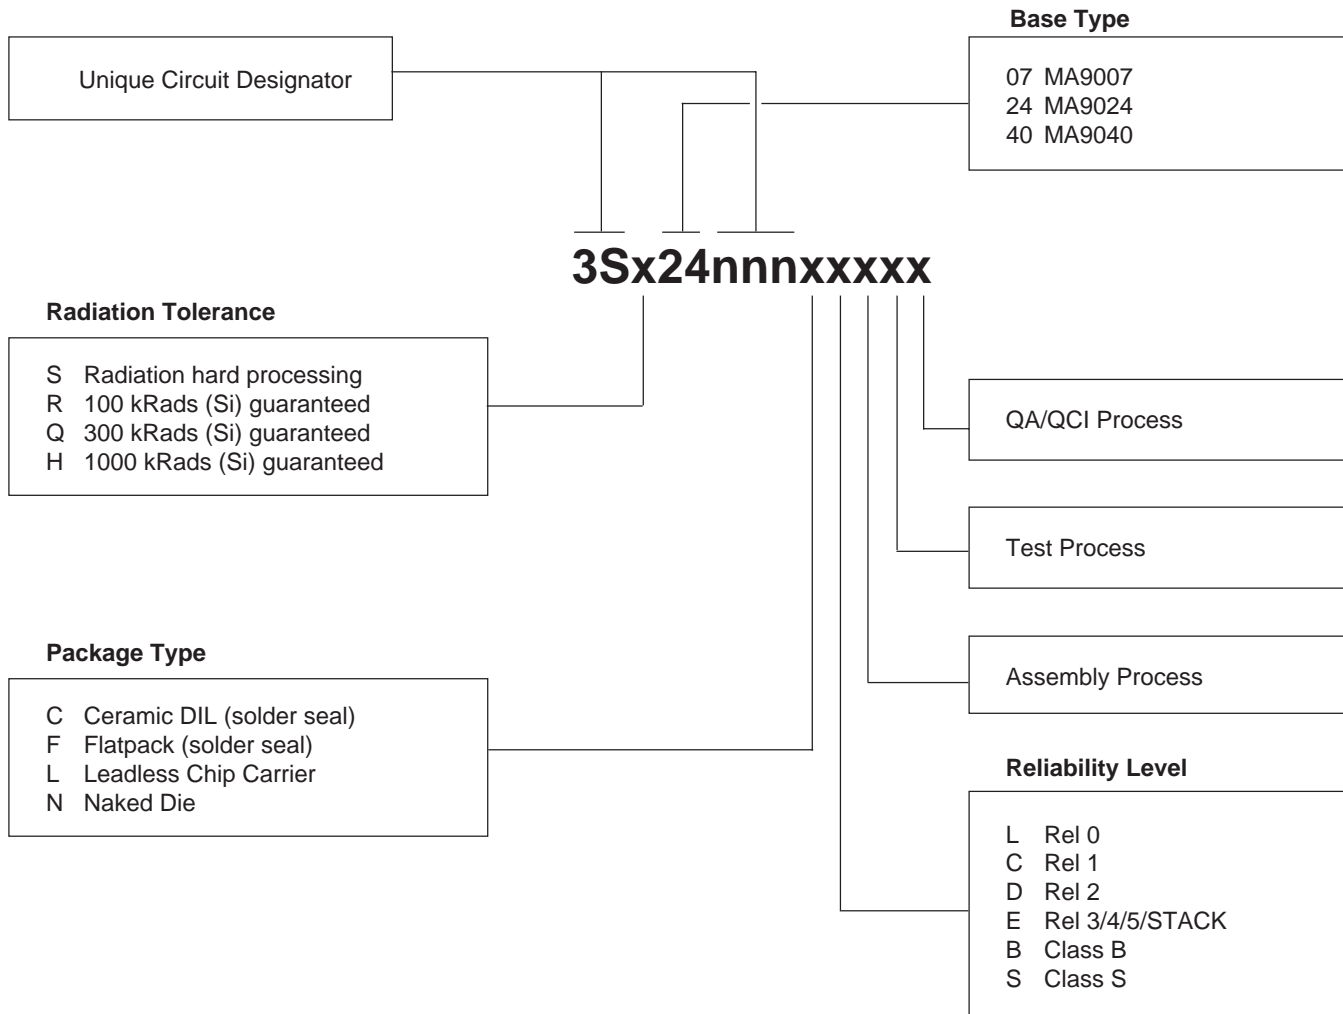 Base Type
Unique Circuit Designator
07 MA9007
24 MA9024
40 MA9040
3Sx24nnnxxxxx
Radiation Tolerance
S Radiation hard processing
R 100 kRads (Si) guaranteed
Q 300 kRads (Si) guaranteed
H 1000 kRads (Si) guaranteed
QA/QCI Process
Test Process
Package Type
Assembly Process
C Ceramic DIL (solder seal)
F Flatpack (solder seal)
L Leadless Chip Carrier
N Naked Die
Reliability Level
L Rel 0
C Rel 1
D Rel 2
E Rel 3/4/5/STACK
B Class B
S Class S